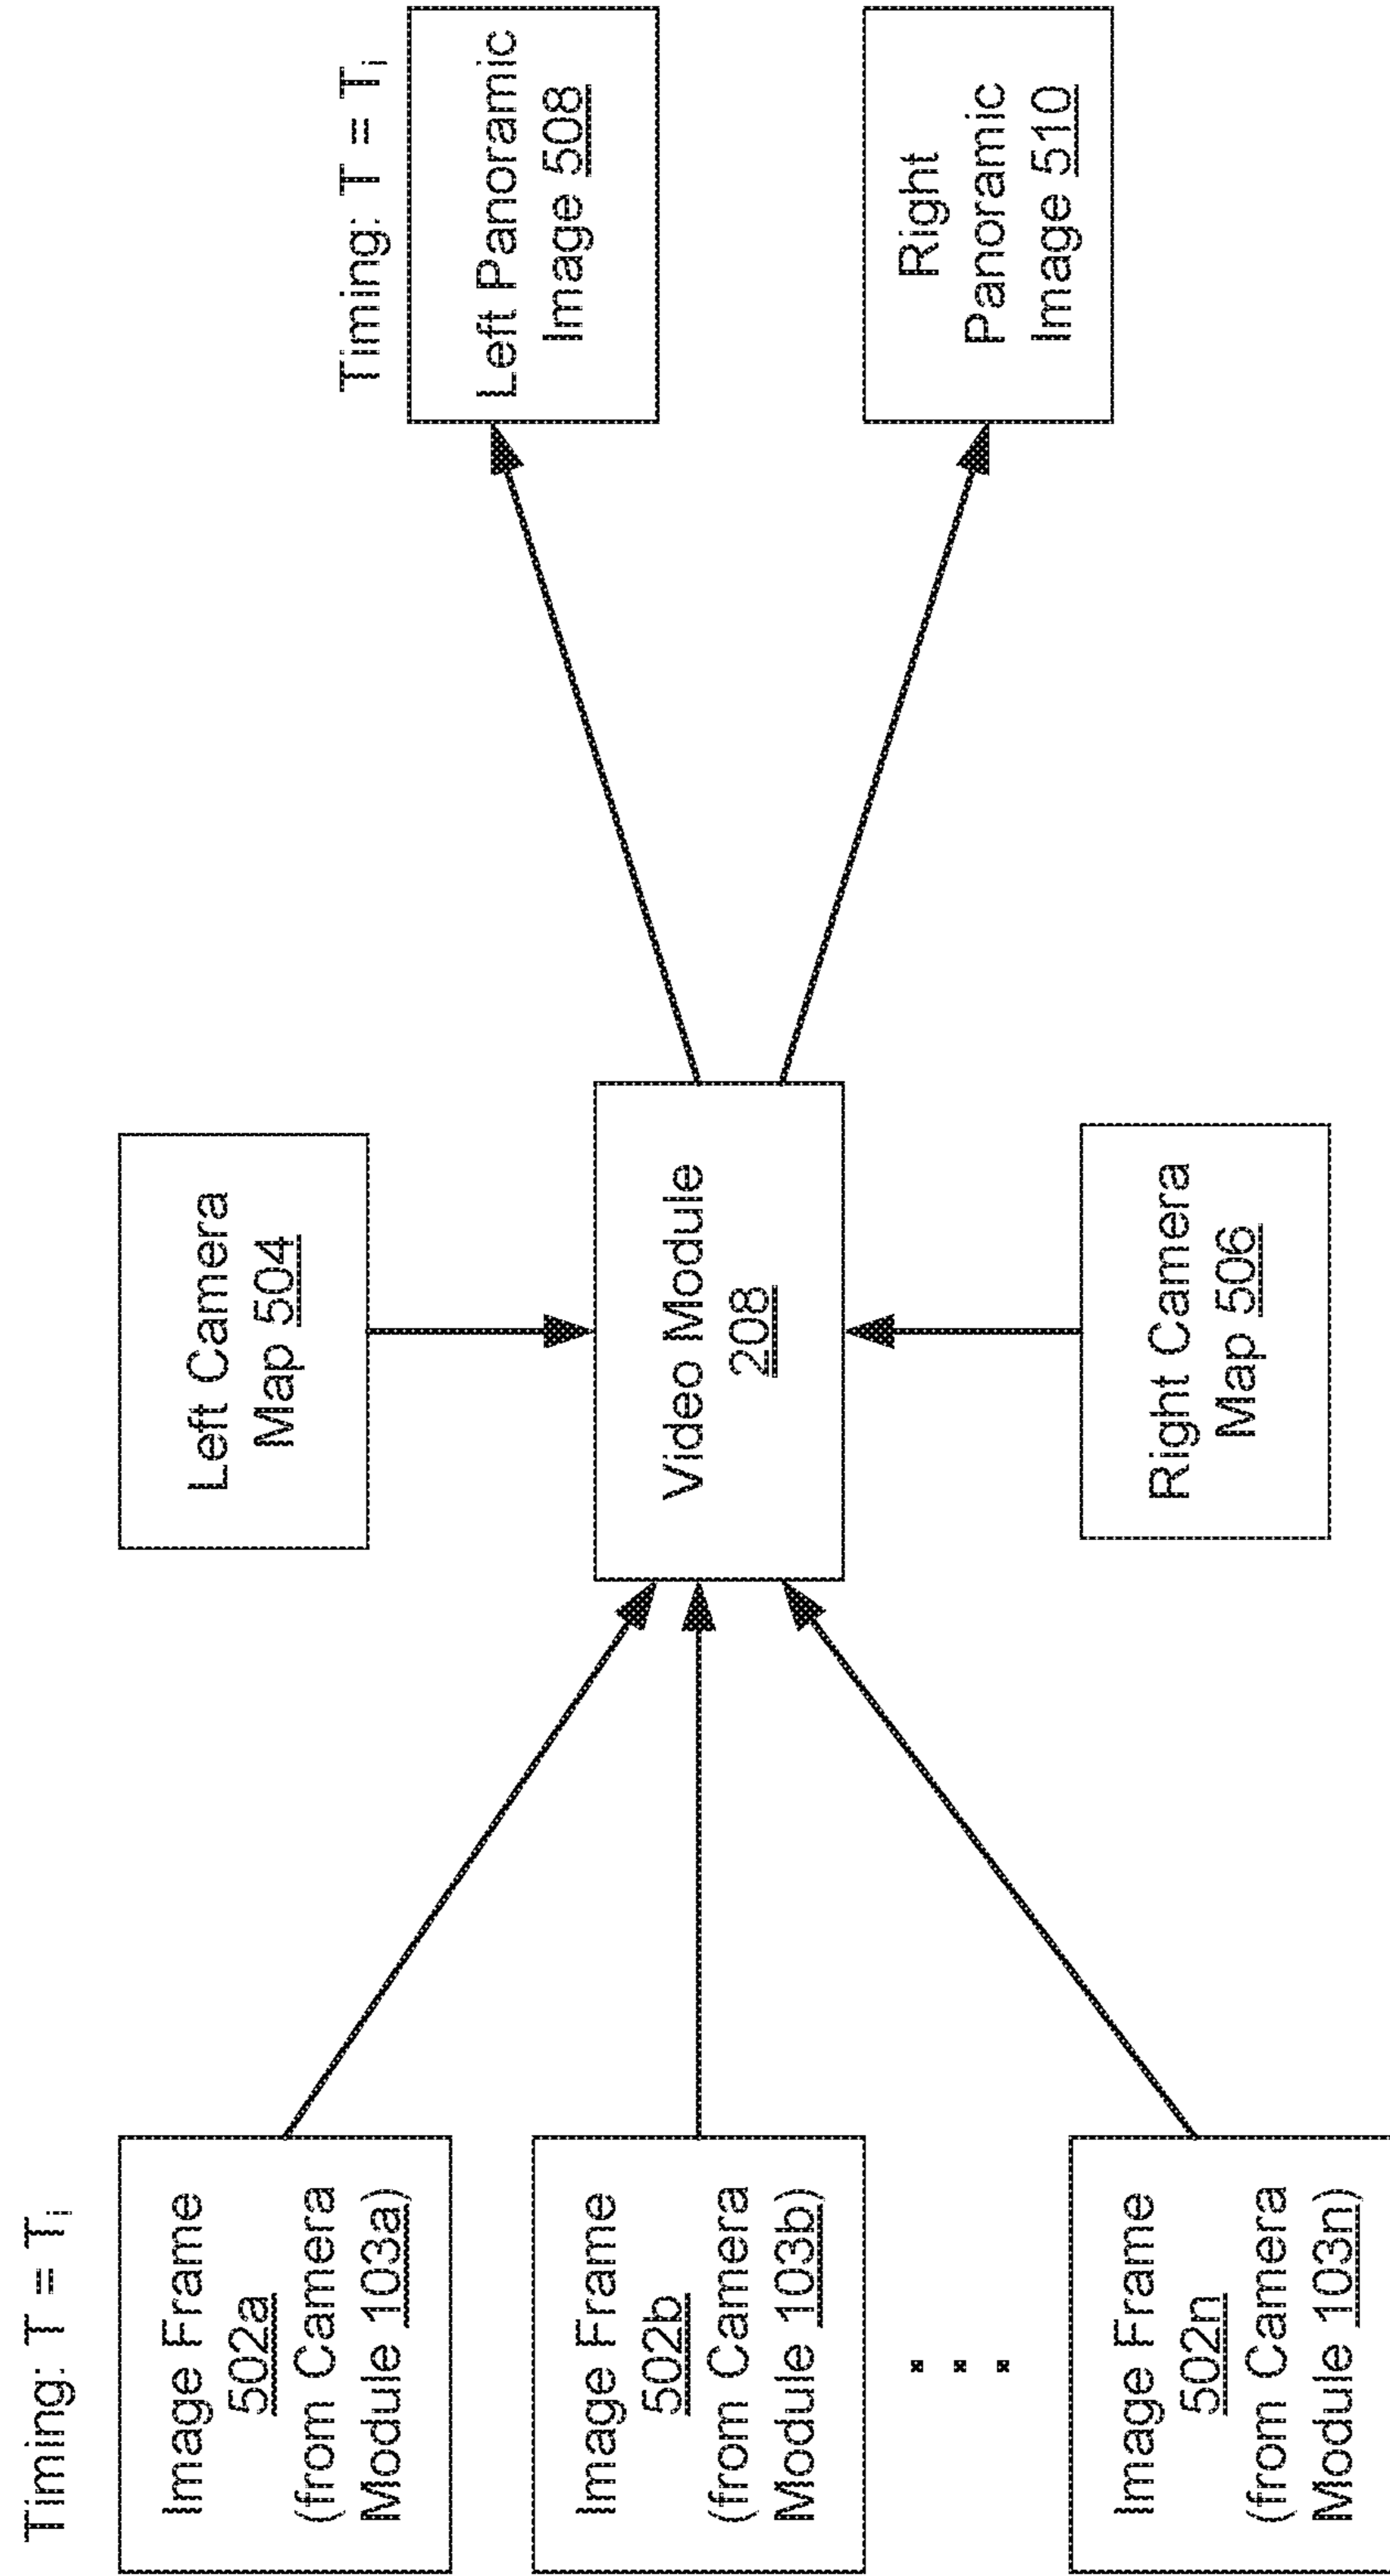 Timing: T = Tᵢ
Image Frame
502a
(from Camera
Module 103a)
Image Frame
502b
(from Camera
Module 103b)
. . .
Image Frame
502n
(from Camera
Module 103n)
Left Camera
Map 504
Video Module
208
Right Camera
Map 506
Timing: T = Tᵢ
Left Panoramic
Image 508
Right
Panoramic
Image 510